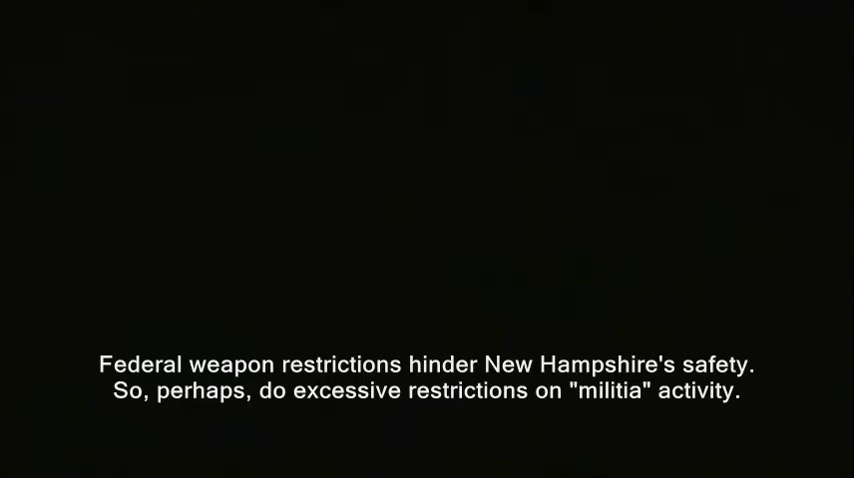 Federal weapon restrictions hinder New Hampshire's safety.
So, perhaps, do excessive restrictions on "militia" activity.